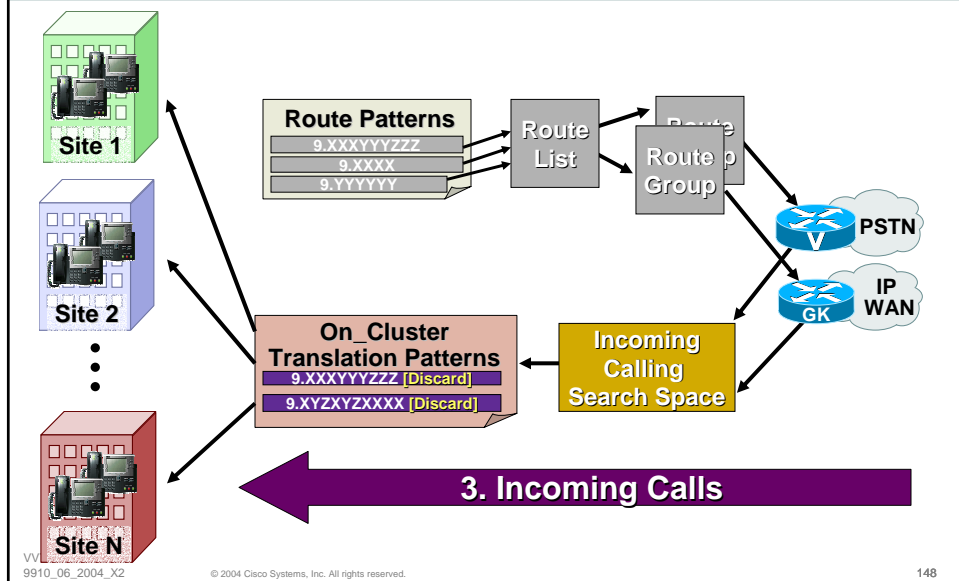 Site 1
Site 2
Site N
Route Patterns
9.XXXYYYZZZ
9.XXXX
9.YYYYYY
Route
List
Route
Group
V
PSTN
GK
IP
WAN
On_Cluster
Translation Patterns
9.XXXYYYZZZ [Discard]
9.XYZXYZXXXX [Discard]
Incoming
Calling
Search Space
3. Incoming Calls
9910_06_2004_X2
© 2004 Cisco Systems, Inc. All rights reserved.
148